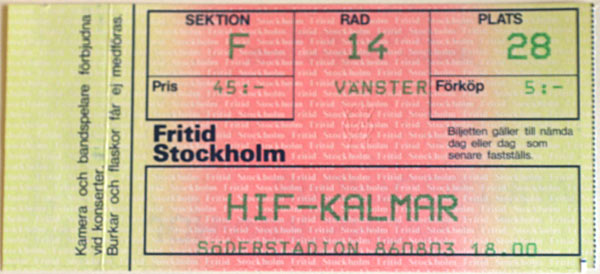 Kamera och bandspelare förbjudna
vid konserter.
Burkar och flaskor får ej medföras.
SEKTION RAD PLATS
F 14 28
Pris 45:- VÄNSTER Förköp 5:-
Fritid
Stockholm
Biljetten gäller till nämda
dag eller dag som
senare fastställs.
HIF-KALMAR
SöDERSTADION 860803 18.00